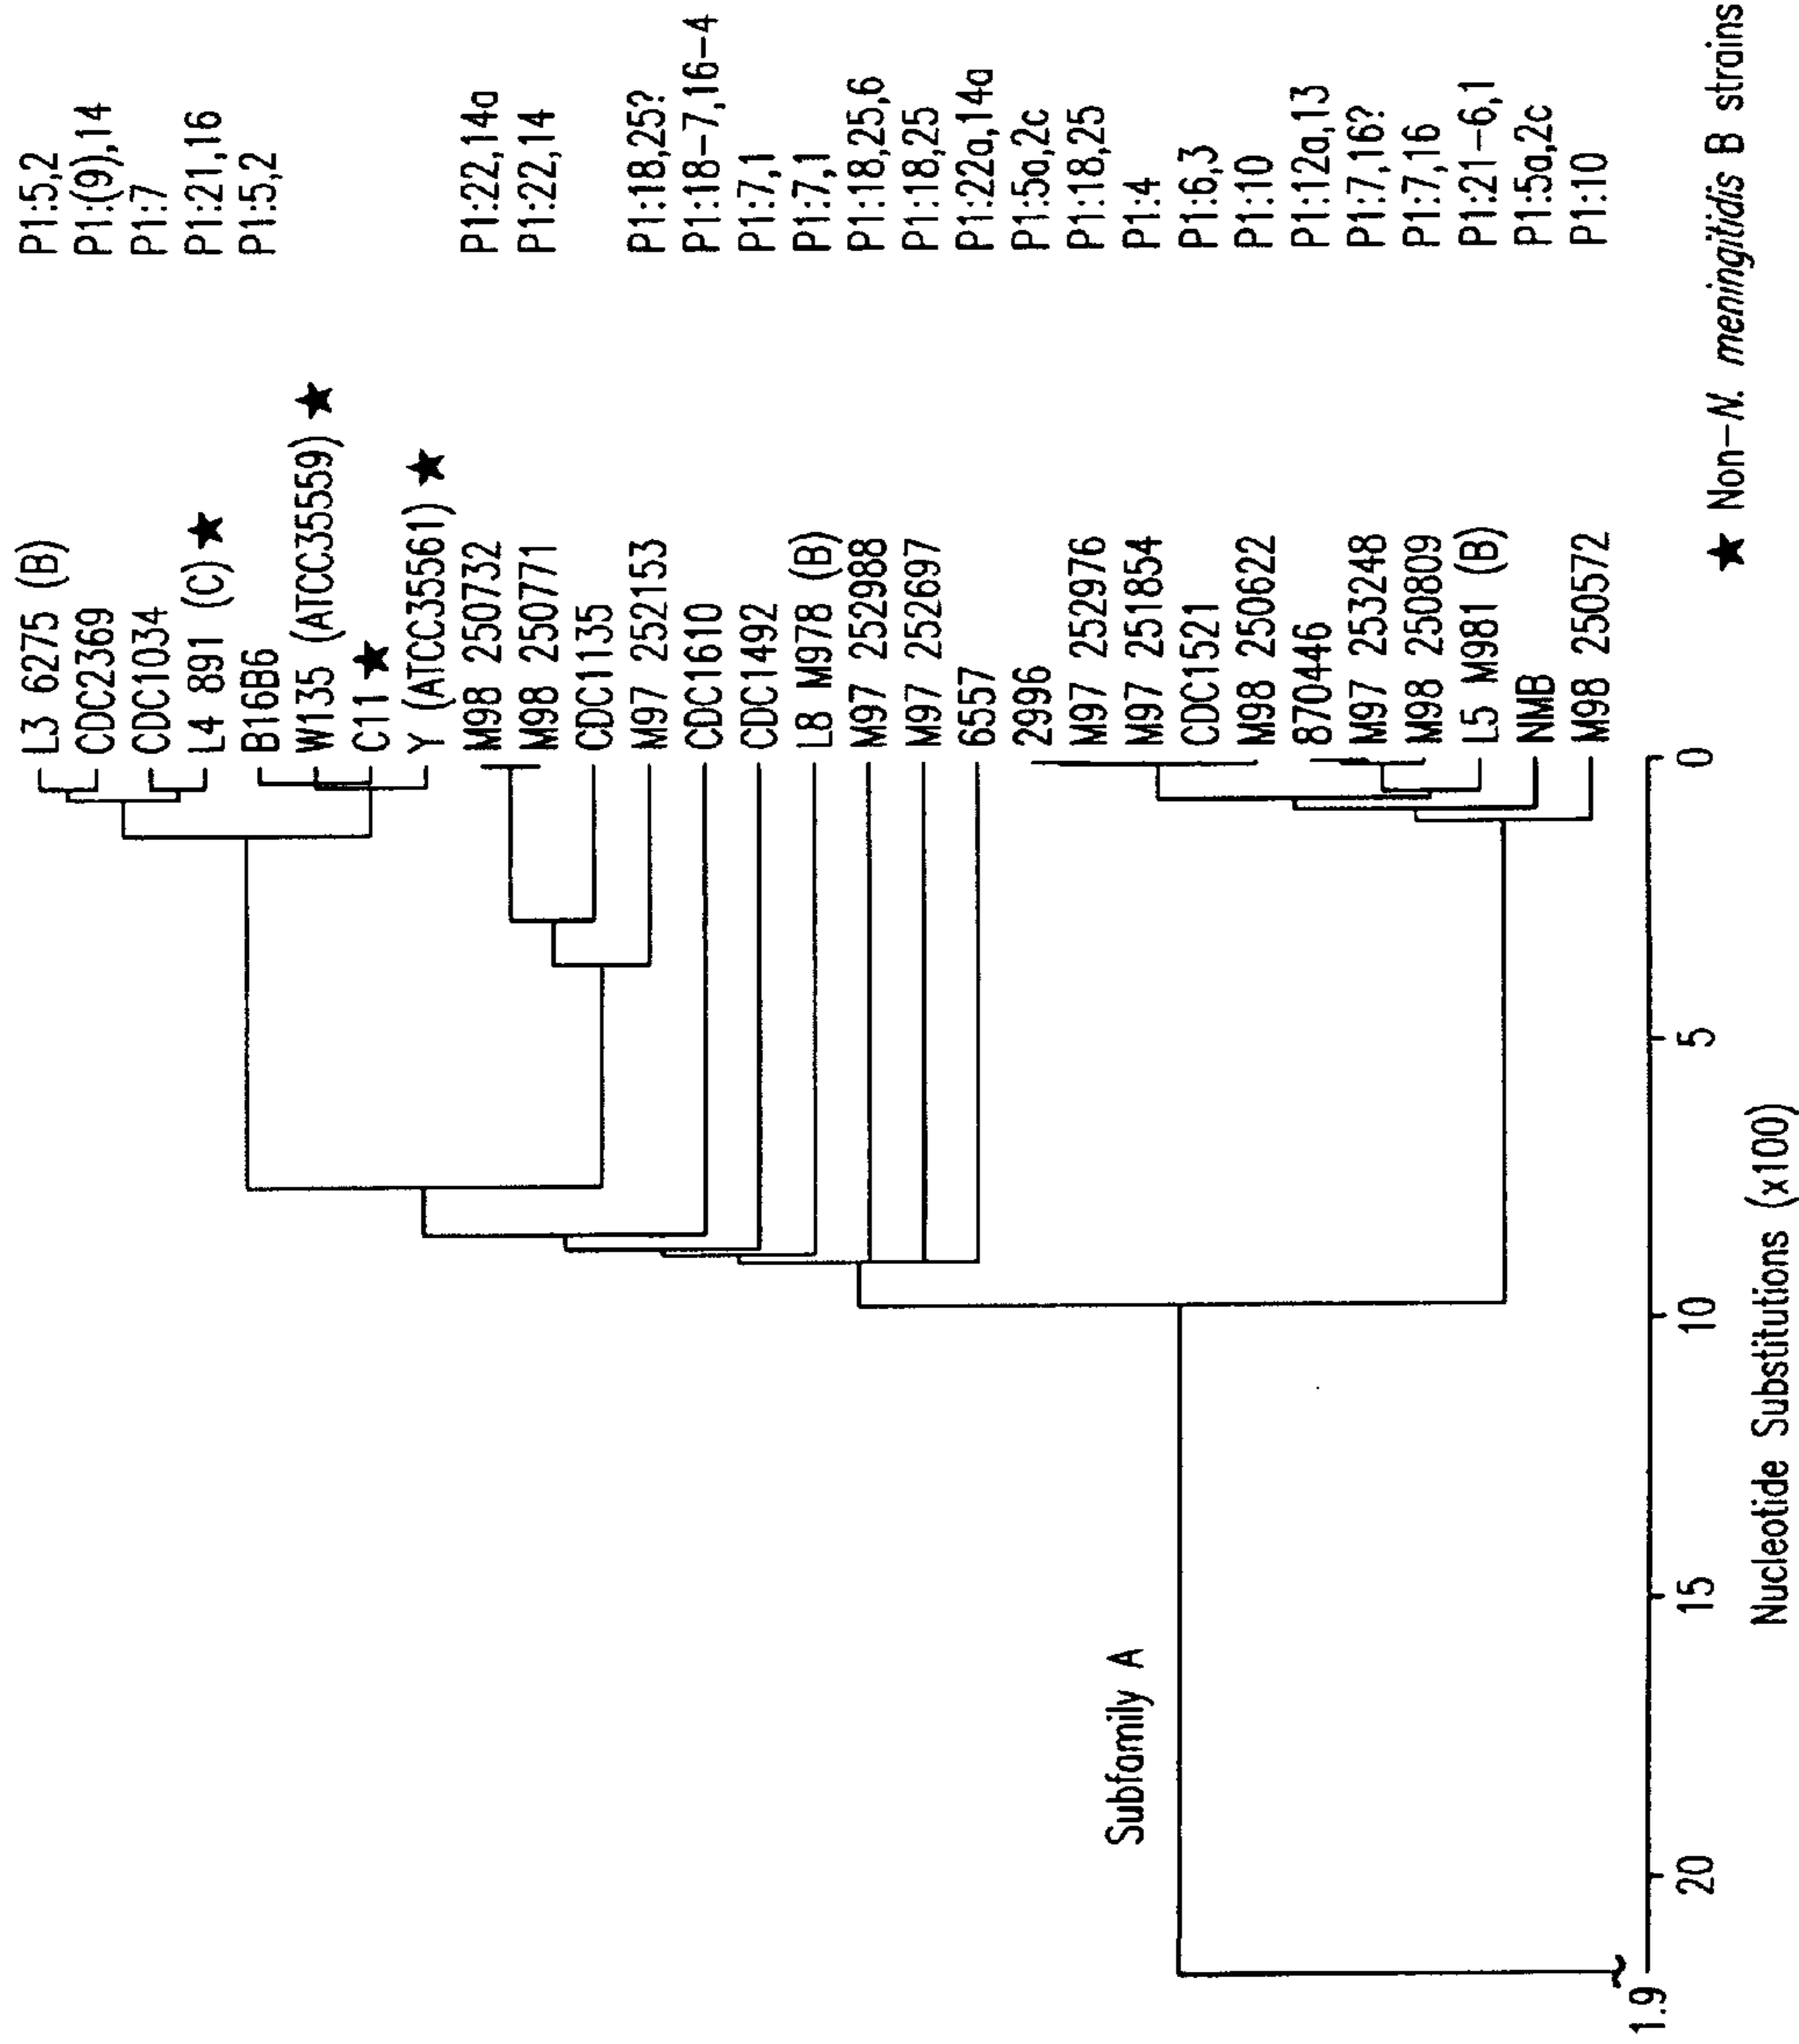 L3 6275 (B) P1:5,2
CDC2369 P1:(9),14
CDC1034 P1:7
L4 891 (C) ★ P1:21,16
B16B6 P1:5,2
W135 (ATCC35559) ★
C11 ★
Y (ATCC35561) ★
M98 250732 P1:22,14a
M98 250771 P1:22,14
CDC1135
M97 252153 P1:18,25?
CDC1610 P1:18-7,16-4
CDC1492 P1:7,1
L8 M978 (B) P1:7,1
M97 252988 P1:18,25,6
M97 252697 P1:18,25
6557 P1:22a,14a
2996 P1:5a,2c
M97 252976 P1:18,25
Subfamily A
M97 251854 P1:4
CDC1521 P1:6,3
M98 250622 P1:10
870446 P1:12a,13
M97 253248 P1:7,16?
M98 250809 P1:7,16
L5 M981 (B) P1:21-6,1
NMB P1:5a,2c
M98 250572 P1:10
1.9
20 15 10 5 0
★ Non-N. meningitidis B strains
Nucleotide Substitutions (x100)